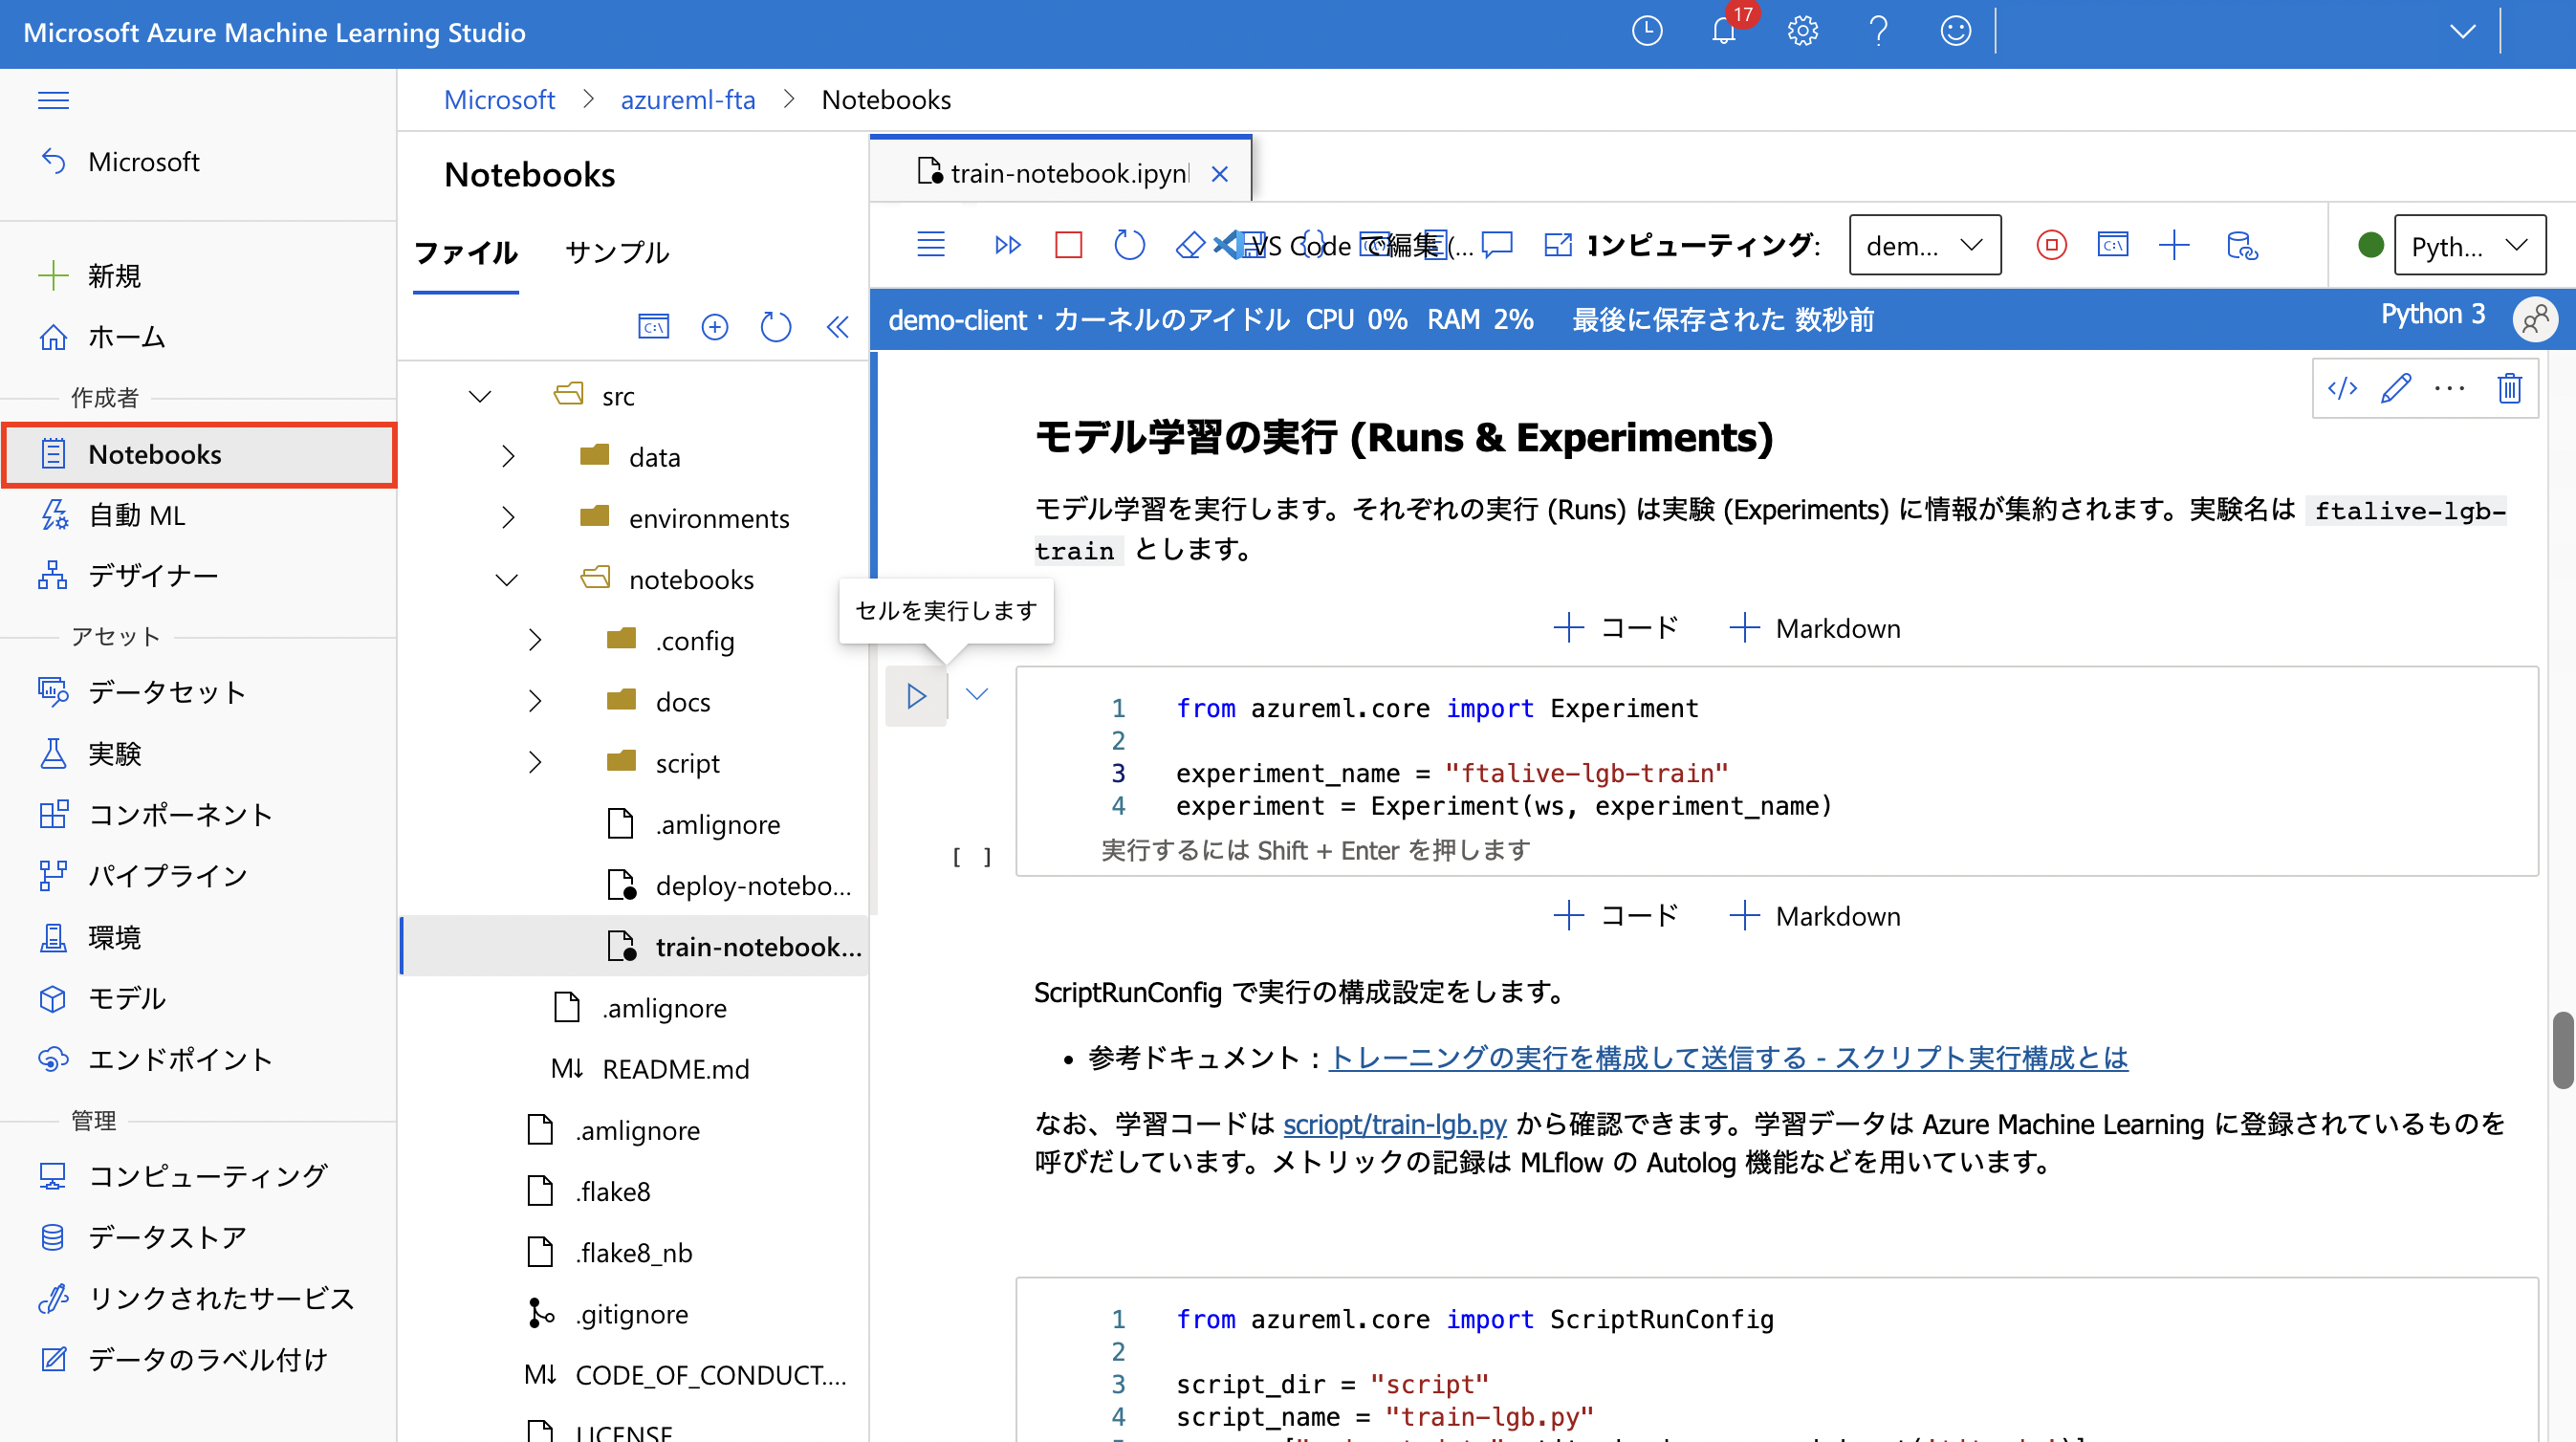 Microsoft Azure Machine Learning Studio
17
Microsoft > azureml-fta > Notebooks
Microsoft
新規
ホーム
作成者
Notebooks
自動 ML
デザイナー
アセット
データセット
実験
コンポーネント
パイプライン
環境
モデル
エンドポイント
管理
コンピューティング
データストア
リンクされたサービス
データのラベル付け
Notebooks
ファイル サンプル
src
data
environments
notebooks
.config
docs
script
.amlignore
deploy-notebo...
train-notebook...
.amlignore
README.md
.amlignore
.flake8
.flake8_nb
.gitignore
CODE_OF_CONDUCT....
LICENSE
train-notebook.ipyn
VS Code で編集 (...
コンピューティング:
dem...
Pyth...
demo-client · カーネルのアイドル CPU 0% RAM 2% 最後に保存された 数秒前
Python 3
モデル学習の実行 (Runs & Experiments)
モデル学習を実行します。それぞれの実行 (Runs) は実験 (Experiments) に情報が集約されます。実験名は ftalive-lgb-
train とします。
セルを実行します
コード Markdown
1 from azureml.core import Experiment
2
3 experiment_name = "ftalive-lgb-train"
4 experiment = Experiment(ws, experiment_name)
実行するには Shift + Enter を押します
[ ]
コード Markdown
ScriptRunConfig で実行の構成設定をします。
• 参考ドキュメント : トレーニングの実行を構成して送信する - スクリプト実行構成とは
なお、学習コードは scriopt/train-lgb.py から確認できます。学習データは Azure Machine Learning に登録されているものを
呼びだしています。メトリックの記録は MLflow の Autolog 機能などを用いています。
1 from azureml.core import ScriptRunConfig
2
3 script_dir = "script"
4 script_name = "train-lgb.py"